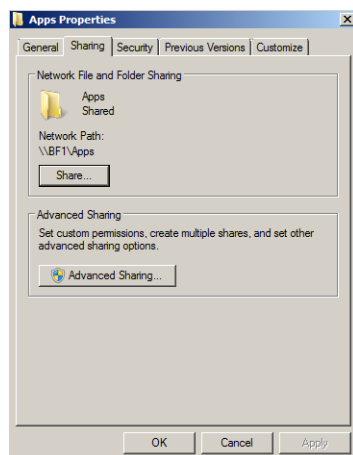 Apps Properties
General Sharing Security Previous Versions Customize
Network File and Folder Sharing
Apps
Shared
Network Path:
\\BF1\Apps
Share...
Advanced Sharing
Set custom permissions, create multiple shares, and set other
advanced sharing options.
Advanced Sharing...
OK Cancel Apply